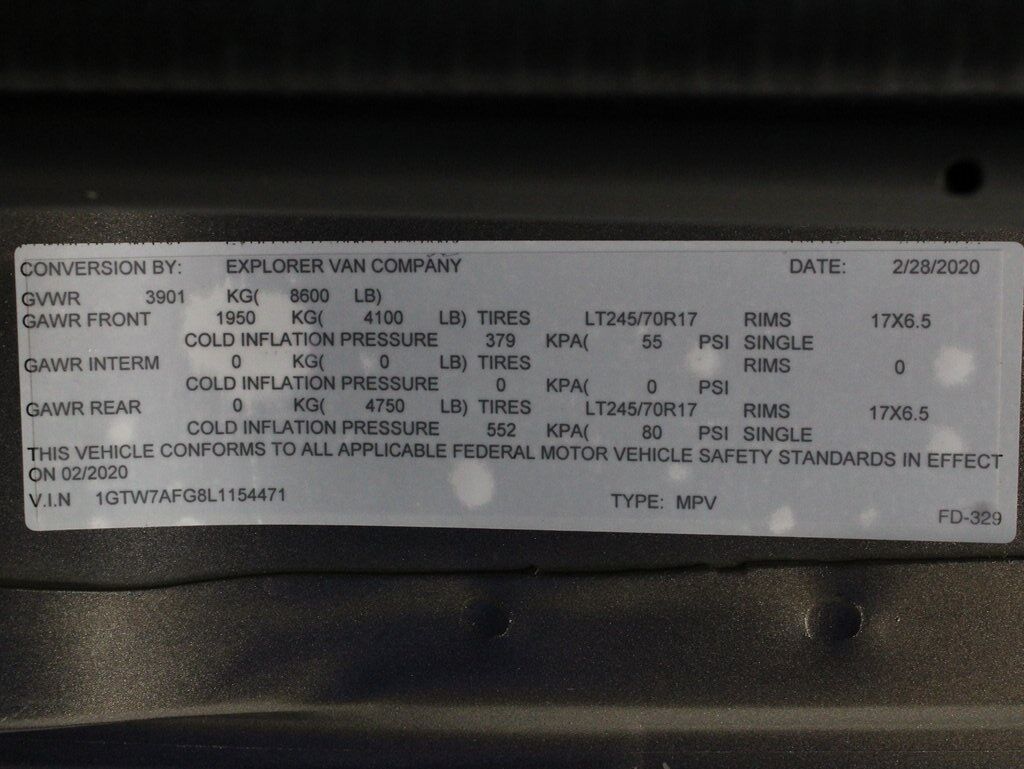 CONVERSION BY: EXPLORER VAN COMPANY DATE: 2/28/2020
GVWR 3901 KG( 8600 LB)
GAWR FRONT 1950 KG( 4100 LB) TIRES LT245/70R17 RIMS 17X6.5
COLD INFLATION PRESSURE 379 KPA( 55 PSI SINGLE
GAWR INTERM 0 KG( 0 LB) TIRES RIMS 0
COLD INFLATION PRESSURE 0 KPA( 0 PSI
GAWR REAR 0 KG( 4750 LB) TIRES LT245/70R17 RIMS 17X6.5
COLD INFLATION PRESSURE 552 KPA( 80 PSI SINGLE
THIS VEHICLE CONFORMS TO ALL APPLICABLE FEDERAL MOTOR VEHICLE SAFETY STANDARDS IN EFFECT
ON 02/2020
V.I.N 1GTW7AFG8L1154471 TYPE: MPV
FD-329